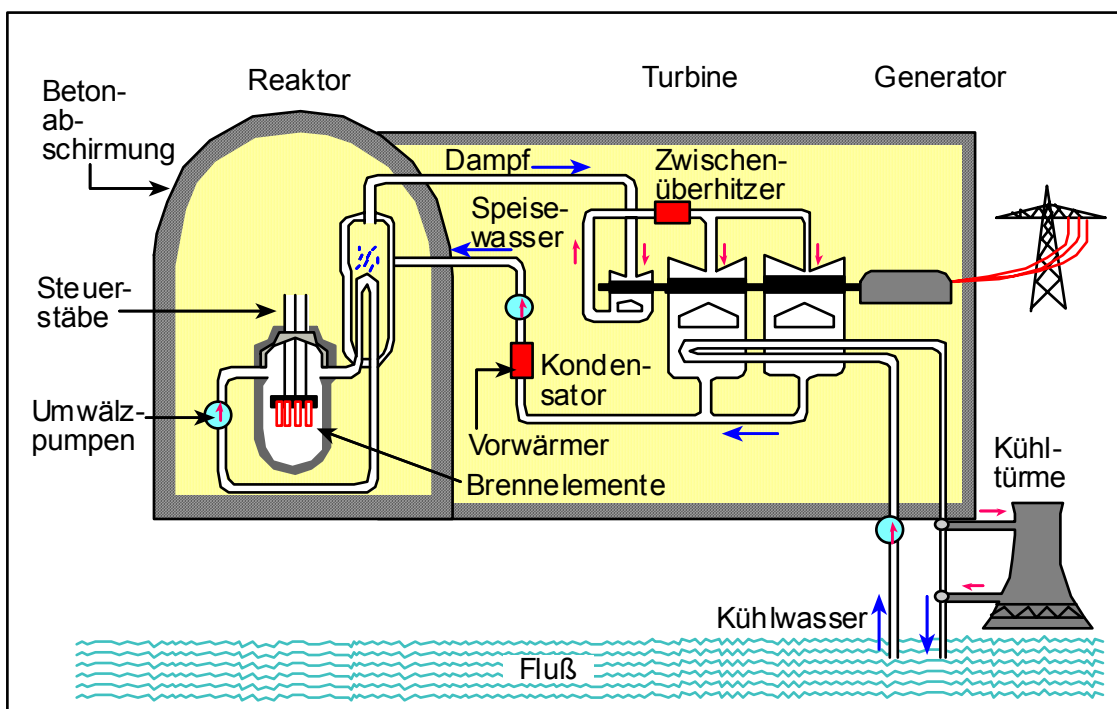 Reaktor
Turbine
Generator
Beton-
ab-
schirmung
Dampf
Zwischen-
überhitzer
Speise-
wasser
Steuer-
stäbe
Konden-
sator
Umwälz-
pumpen
Vorwärmer
Brennelemente
Kühl-
türme
Kühlwasser
Fluß